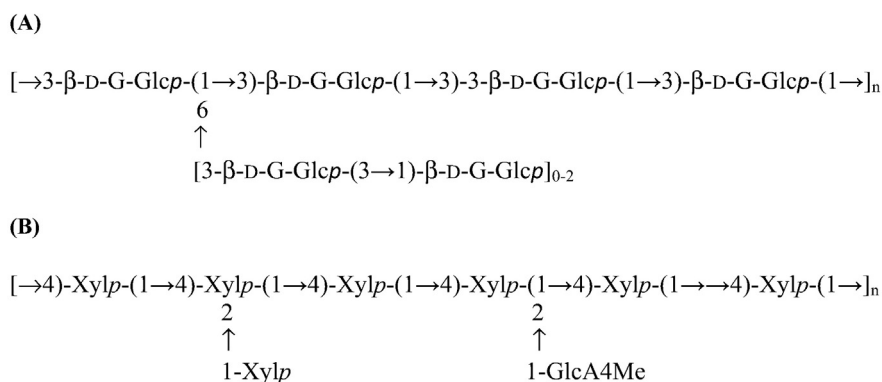 (A)
[→3-β-D-G-Glcp-(1→3)-β-D-G-Glcp-(1→3)-3-β-D-G-Glcp-(1→3)-β-D-G-Glcp-(1→]n
6
↑
[3-β-D-G-Glcp-(3→1)-β-D-G-Glcp]0-2
(B)
[→4)-Xylp-(1→4)-Xylp-(1→4)-Xylp-(1→4)-Xylp-(1→4)-Xylp-(1→→4)-Xylp-(1→]n
2 2
↑ ↑
1-Xylp 1-GlcA4Me